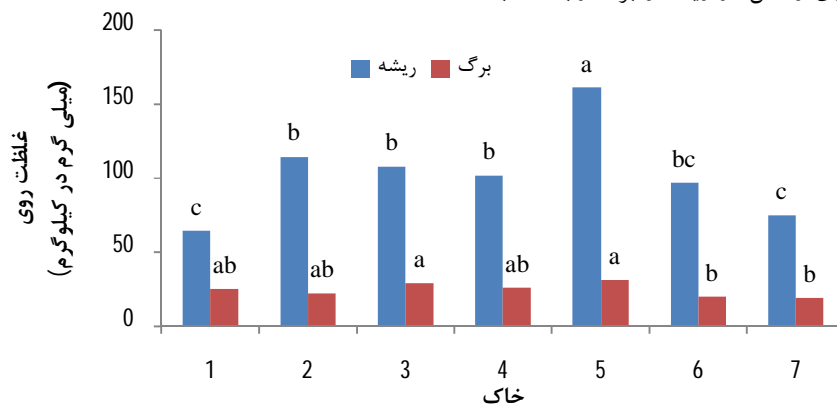 200
150
100
50
0
غلظت روی
(میلی گرم در کیلوگرم)
ریشه برگ
c b b b a bc c
ab ab a ab a b b
1 2 3 4 5 6 7
خاک